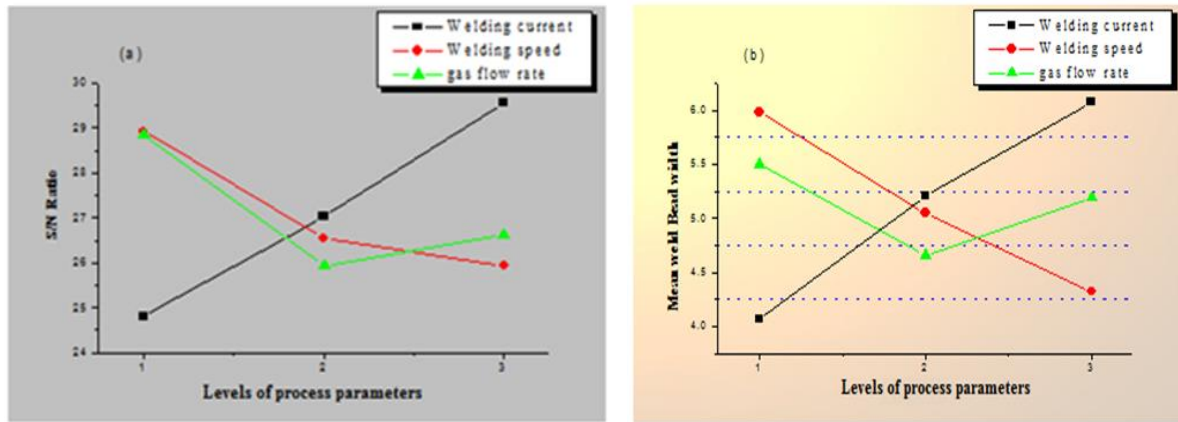 (a)
Welding current
Welding speed
gas flow rate
S/N Ratio
30
29
28
27
26
25
24
1 2 3
Levels of process parameters
(b)
Welding current
Welding speed
gas flow rate
Mean weld Bead width
6.0
5.5
5.0
4.5
4.0
1 2 3
Levels of process parameters